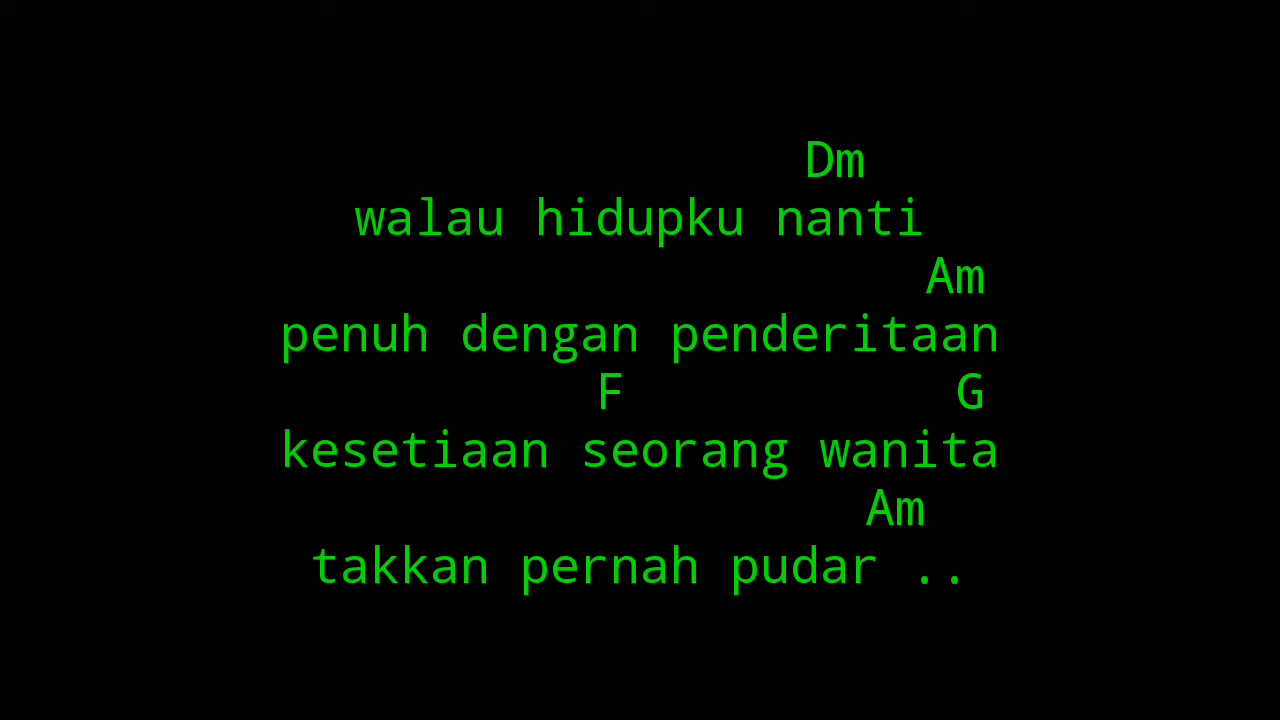 Dm
walau hidupku nanti
Am
penuh dengan penderitaan
F G
kesetiaan seorang wanita
Am
takkan pernah pudar ..